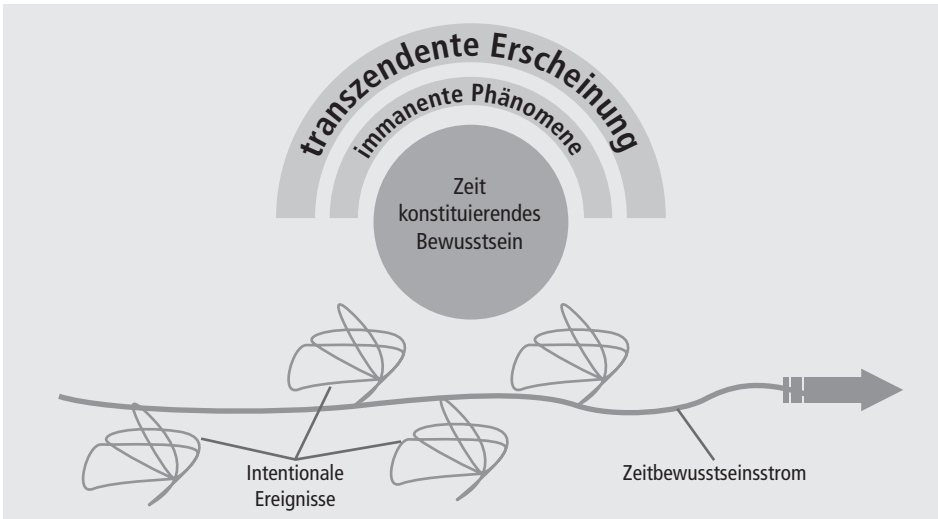 transzendente Erscheinung
immanente Phänomene
Zeit
konstituierendes
Bewusstsein
Intentionale
Ereignisse
Zeitbewusstseinsstrom